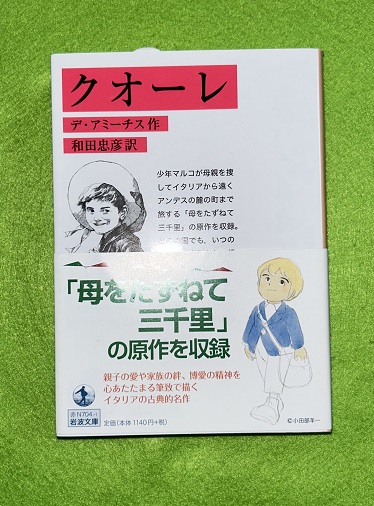 クオーレ
デ・アミーチス作
和田忠彦訳
少年マルコが母親を捜
してイタリアから遠く
アンデスの麓の町まで
旅する「母をたずねて
三千里」の原作を収録。
の国でも、いつの
「母をたずねて
三千里」
の原作を収録
親子の愛や家族の絆、博愛の精神を
心あたたまる筆致で描く
イタリアの古典的名作
赤N704-1
岩波文庫
定価(本体1140円+税)
©小田部羊一